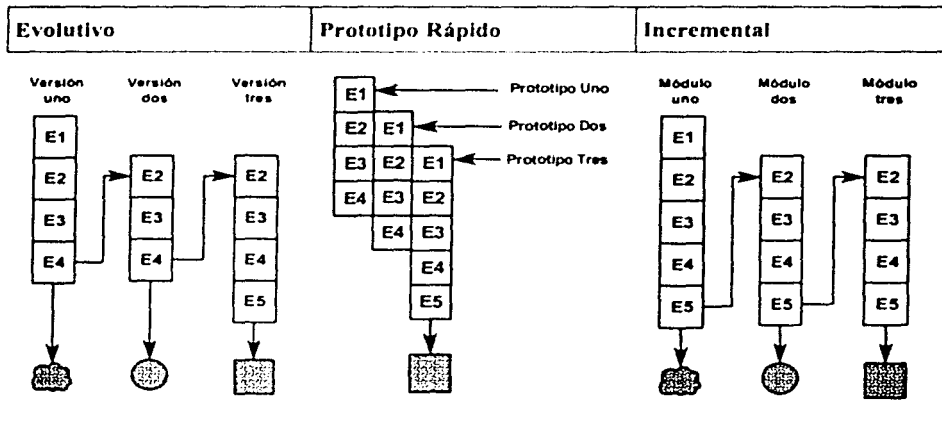 Evolutivo
Prototipo Rápido
Incremental
Versión uno
Versión dos
Versión tres
E1
E2
E3
E4
E2
E3
E4
E2
E3
E4
E5
E1
Prototipo Uno
E2 E1
Prototipo Dos
E3 E2 E1
Prototipo Tres
E4 E3 E2
E4 E3
E4
E5
Módulo uno
Módulo dos
Módulo tres
E1
E2
E3
E4
E5
E2
E3
E4
E5
E2
E3
E4
E5